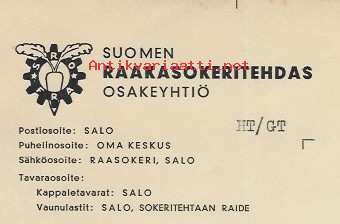 SUOMEN
Antikvariaatti.net
RAAKASOKERITEHDAS
OSAKEYHTIÖ
HT/GT
Postiosoite: SALO
Puhelinosoite: OMA KESKUS
Sähköosoite: RAASOKERI, SALO
Tavaraosoite:
Kappaletavarat: SALO
Vaunulastit: SALO, SOKERITEHTAAN RAIDE